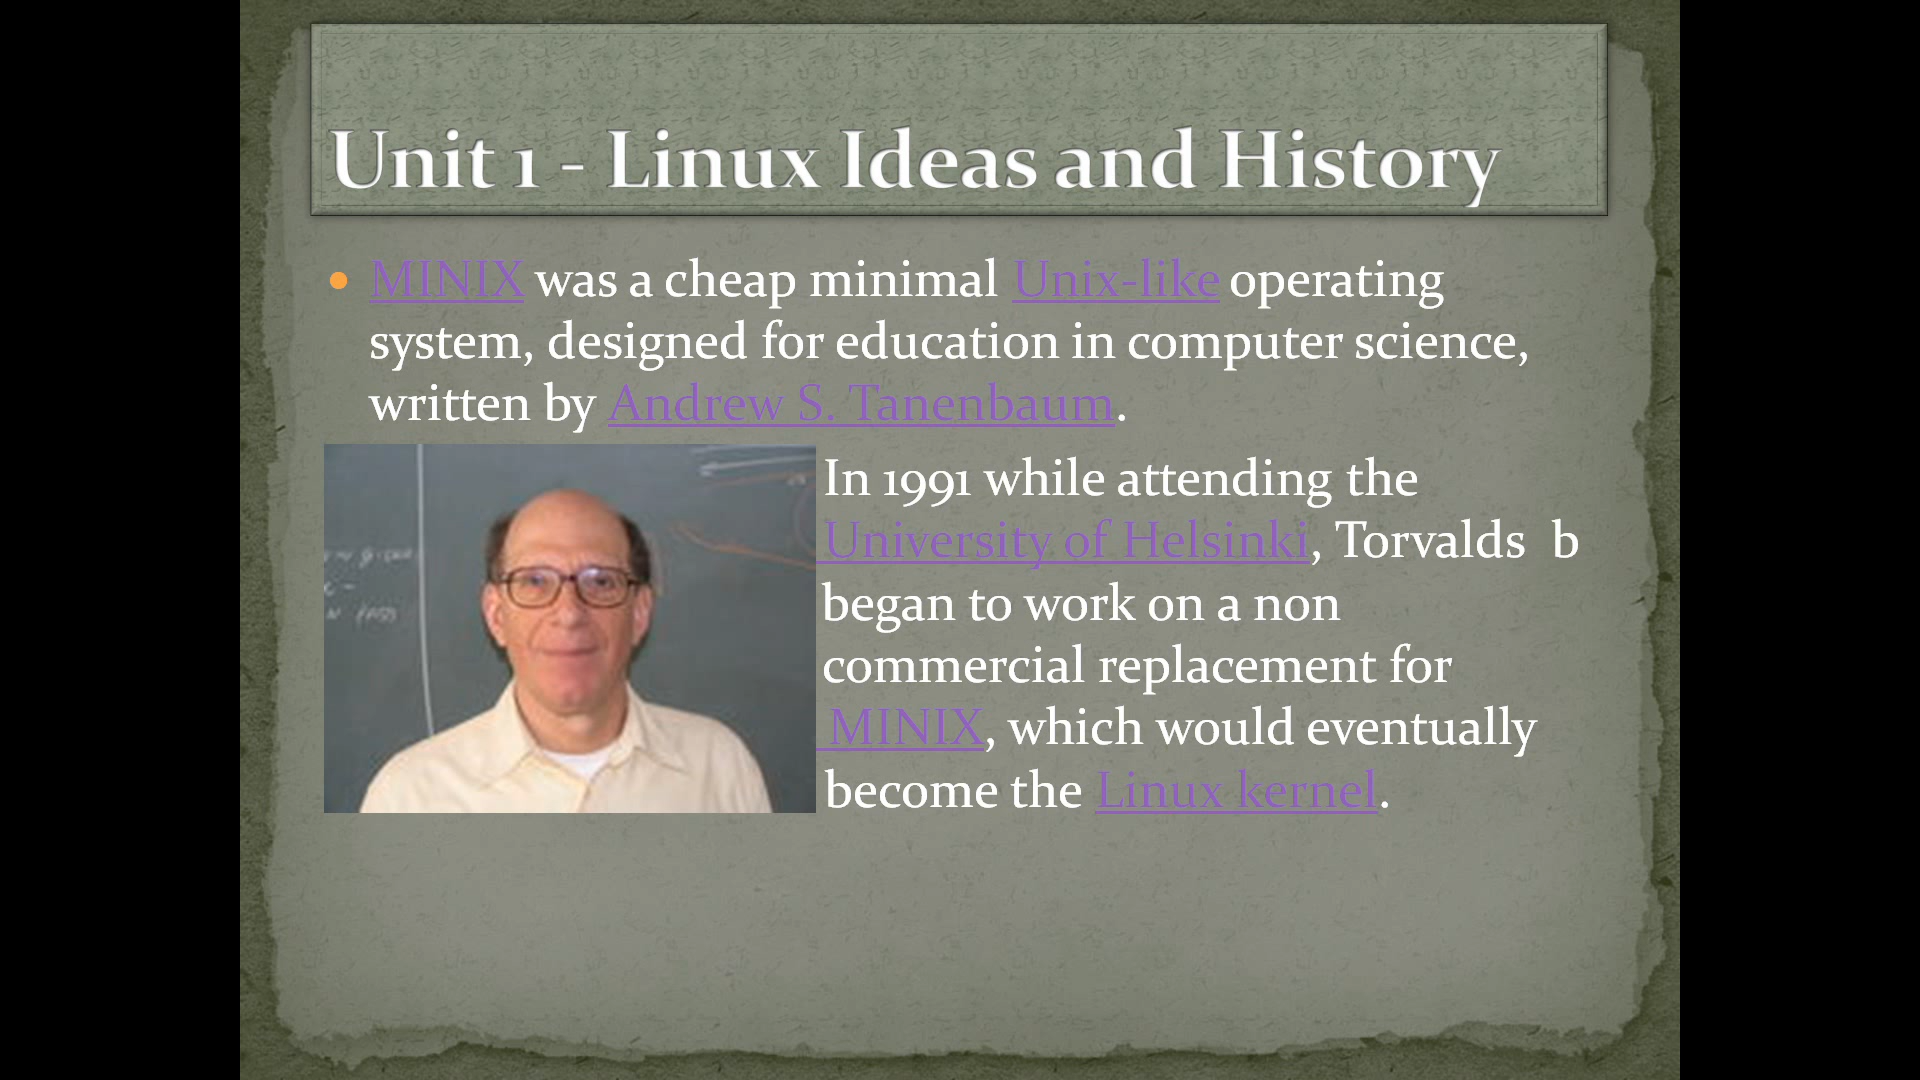 Unit 1 - Linux Ideas and History
MINIX was a cheap minimal Unix-like operating
system, designed for education in computer science,
written by Andrew S. Tanenbaum.
In 1991 while attending the
University of Helsinki, Torvalds b
began to work on a non
commercial replacement for
MINIX, which would eventually
become the Linux kernel.